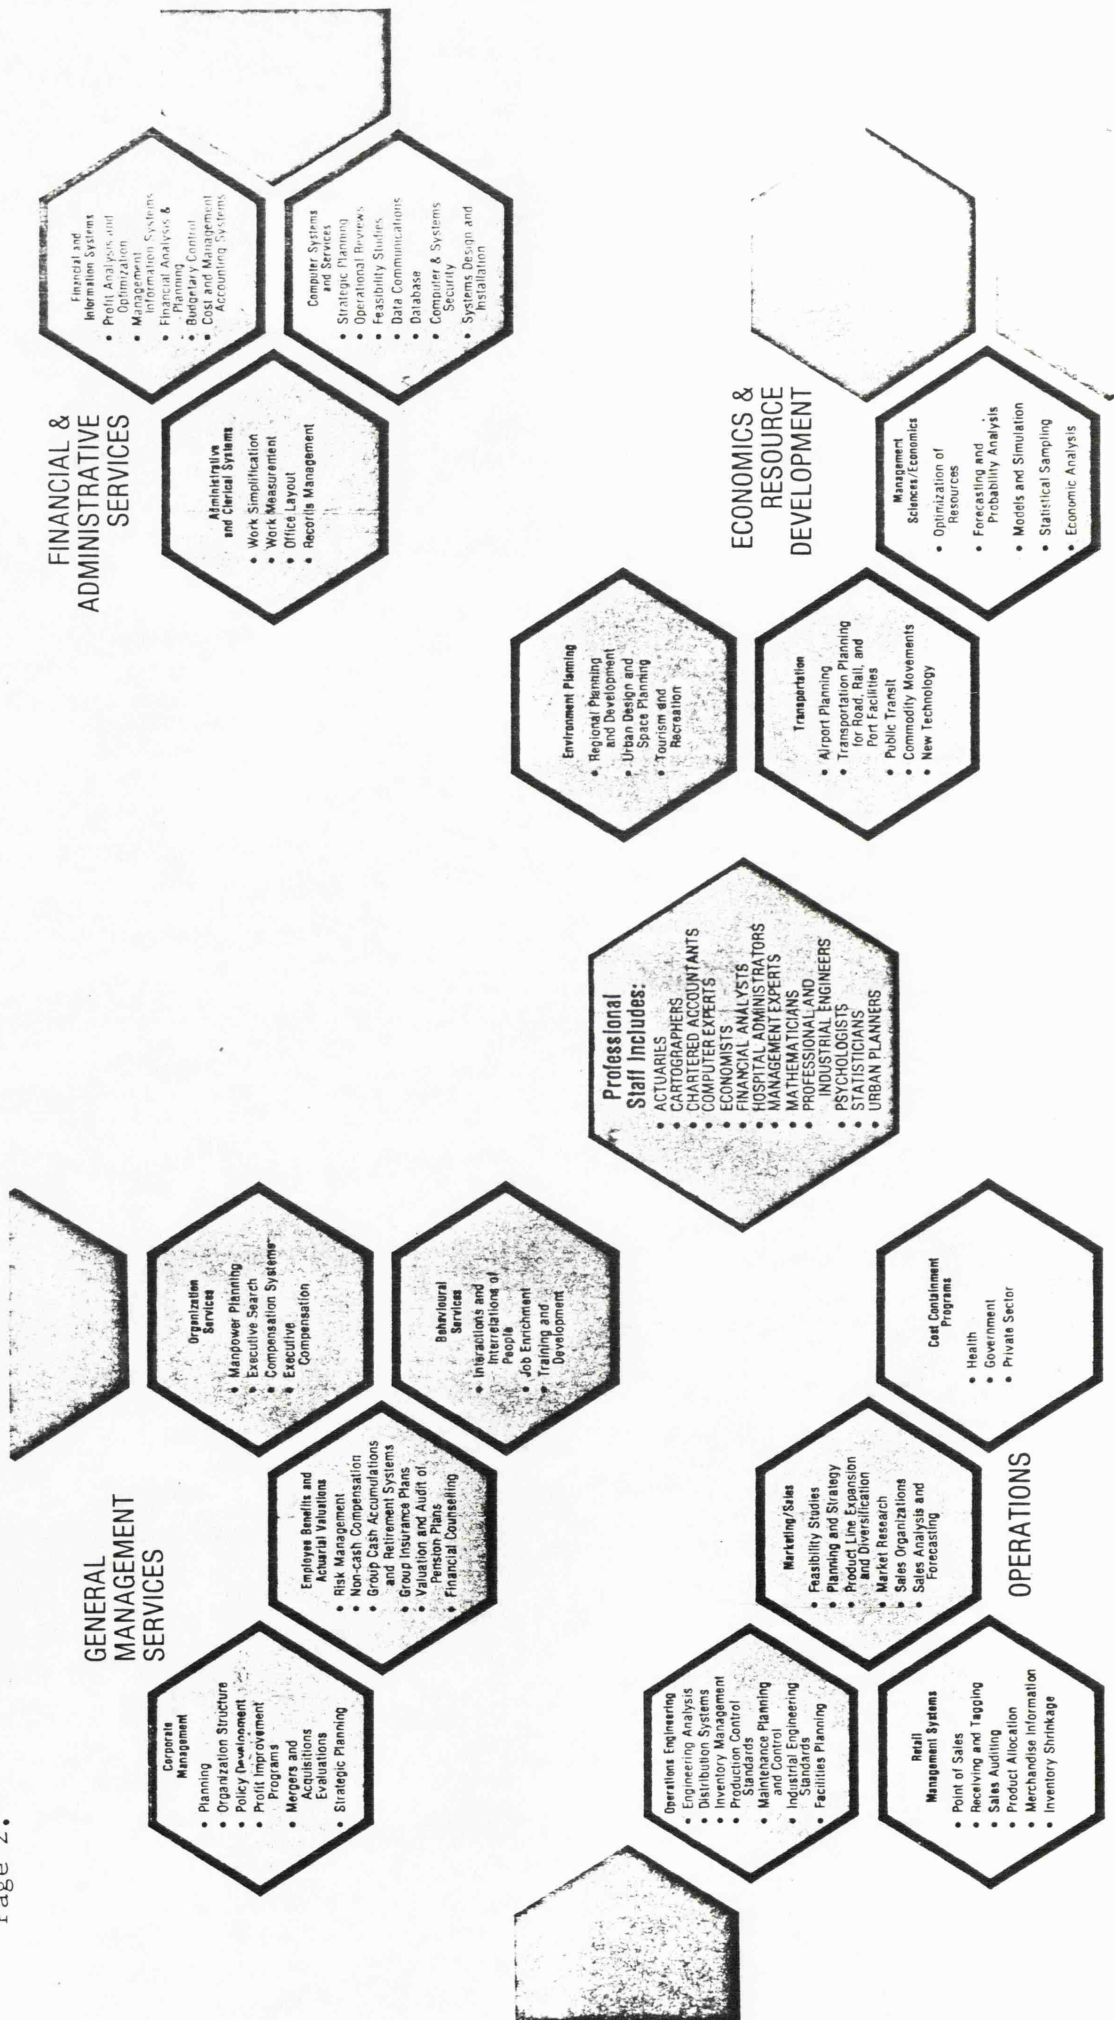 Page 2.
GENERAL
MANAGEMENT
SERVICES
Corporate
Management
• Planning
• Organization Structure
• Policy Development
• Profit Improvement
Programs
• Mergers and
Acquisitions
Evaluations
• Strategic Planning
Employee Benefits and
Actuarial Valuations
• Risk Management
• Non-cash Compensation
• Group Cash Accumulations
and Retirement Systems
• Group Insurance Plans
• Valuation and Audit of
Pension Plans
• Financial Counselling
Organization
Services
• Manpower Planning
• Executive Search
• Compensation Systems
• Executive
Compensation
Behavioural
Services
• Interactions and
Interrelations of
People
• Job Enrichment
• Training and
Development
FINANCIAL &
ADMINISTRATIVE
SERVICES
Administrative
and Clerical Systems
• Work Simplification
• Work Measurement
• Office Layout
• Records Management
Financial and
Information Systems
• Profit Analysis and
Optimization
• Management
Information Systems
• Financial Analysis &
Planning
• Budgetary Control
• Cost and Management
Accounting Systems
Computer Systems
and Services
• Strategic Planning
• Operational Reviews
• Feasibility Studies
• Data Communications
• Database
• Computer & Systems
Security
• Systems Design and
Installation
Professional
Staff Includes:
• ACTUARIES
• CARTOGRAPHERS
• CHARTERED ACCOUNTANTS
• COMPUTER EXPERTS
• ECONOMISTS
• FINANCIAL ANALYSTS
• HOSPITAL ADMINISTRATORS
• MANAGEMENT EXPERTS
• MATHEMATICIANS
• PROFESSIONAL AND
INDUSTRIAL ENGINEERS
• PSYCHOLOGISTS
• STATISTICIANS
• URBAN PLANNERS
Operations Engineering
• Engineering Analysis
• Distribution Systems
• Inventory Management
• Production Control
Standards
• Maintenance Planning
and Control
• Industrial Engineering
Standards
• Facilities Planning
Retail
Management Systems
• Point of Sales
• Receiving and Tagging
• Sales Auditing
• Product Allocation
• Merchandise Information
• Inventory Shrinkage
Marketing/Sales
• Feasibility Studies
• Planning and Strategy
• Product Line Expansion
and Diversification
• Market Research
• Sales Organizations
• Sales Analysis and
Forecasting
OPERATIONS
Cost Containment
Programs
• Health
• Government
• Private Sector
Environment Planning
• Regional Planning
and Development
• Urban Design and
Space Planning
• Tourism and
Recreation
Transportation
• Airport Planning
• Transportation Planning
for Road, Rail, and
Port Facilities
• Public Transit
• Commodity Movements
• New Technology
ECONOMICS &
RESOURCE
DEVELOPMENT
Management
Sciences/Economics
• Optimization of
Resources
• Forecasting and
Probability Analysis
• Models and Simulation
• Statistical Sampling
• Economic Analysis